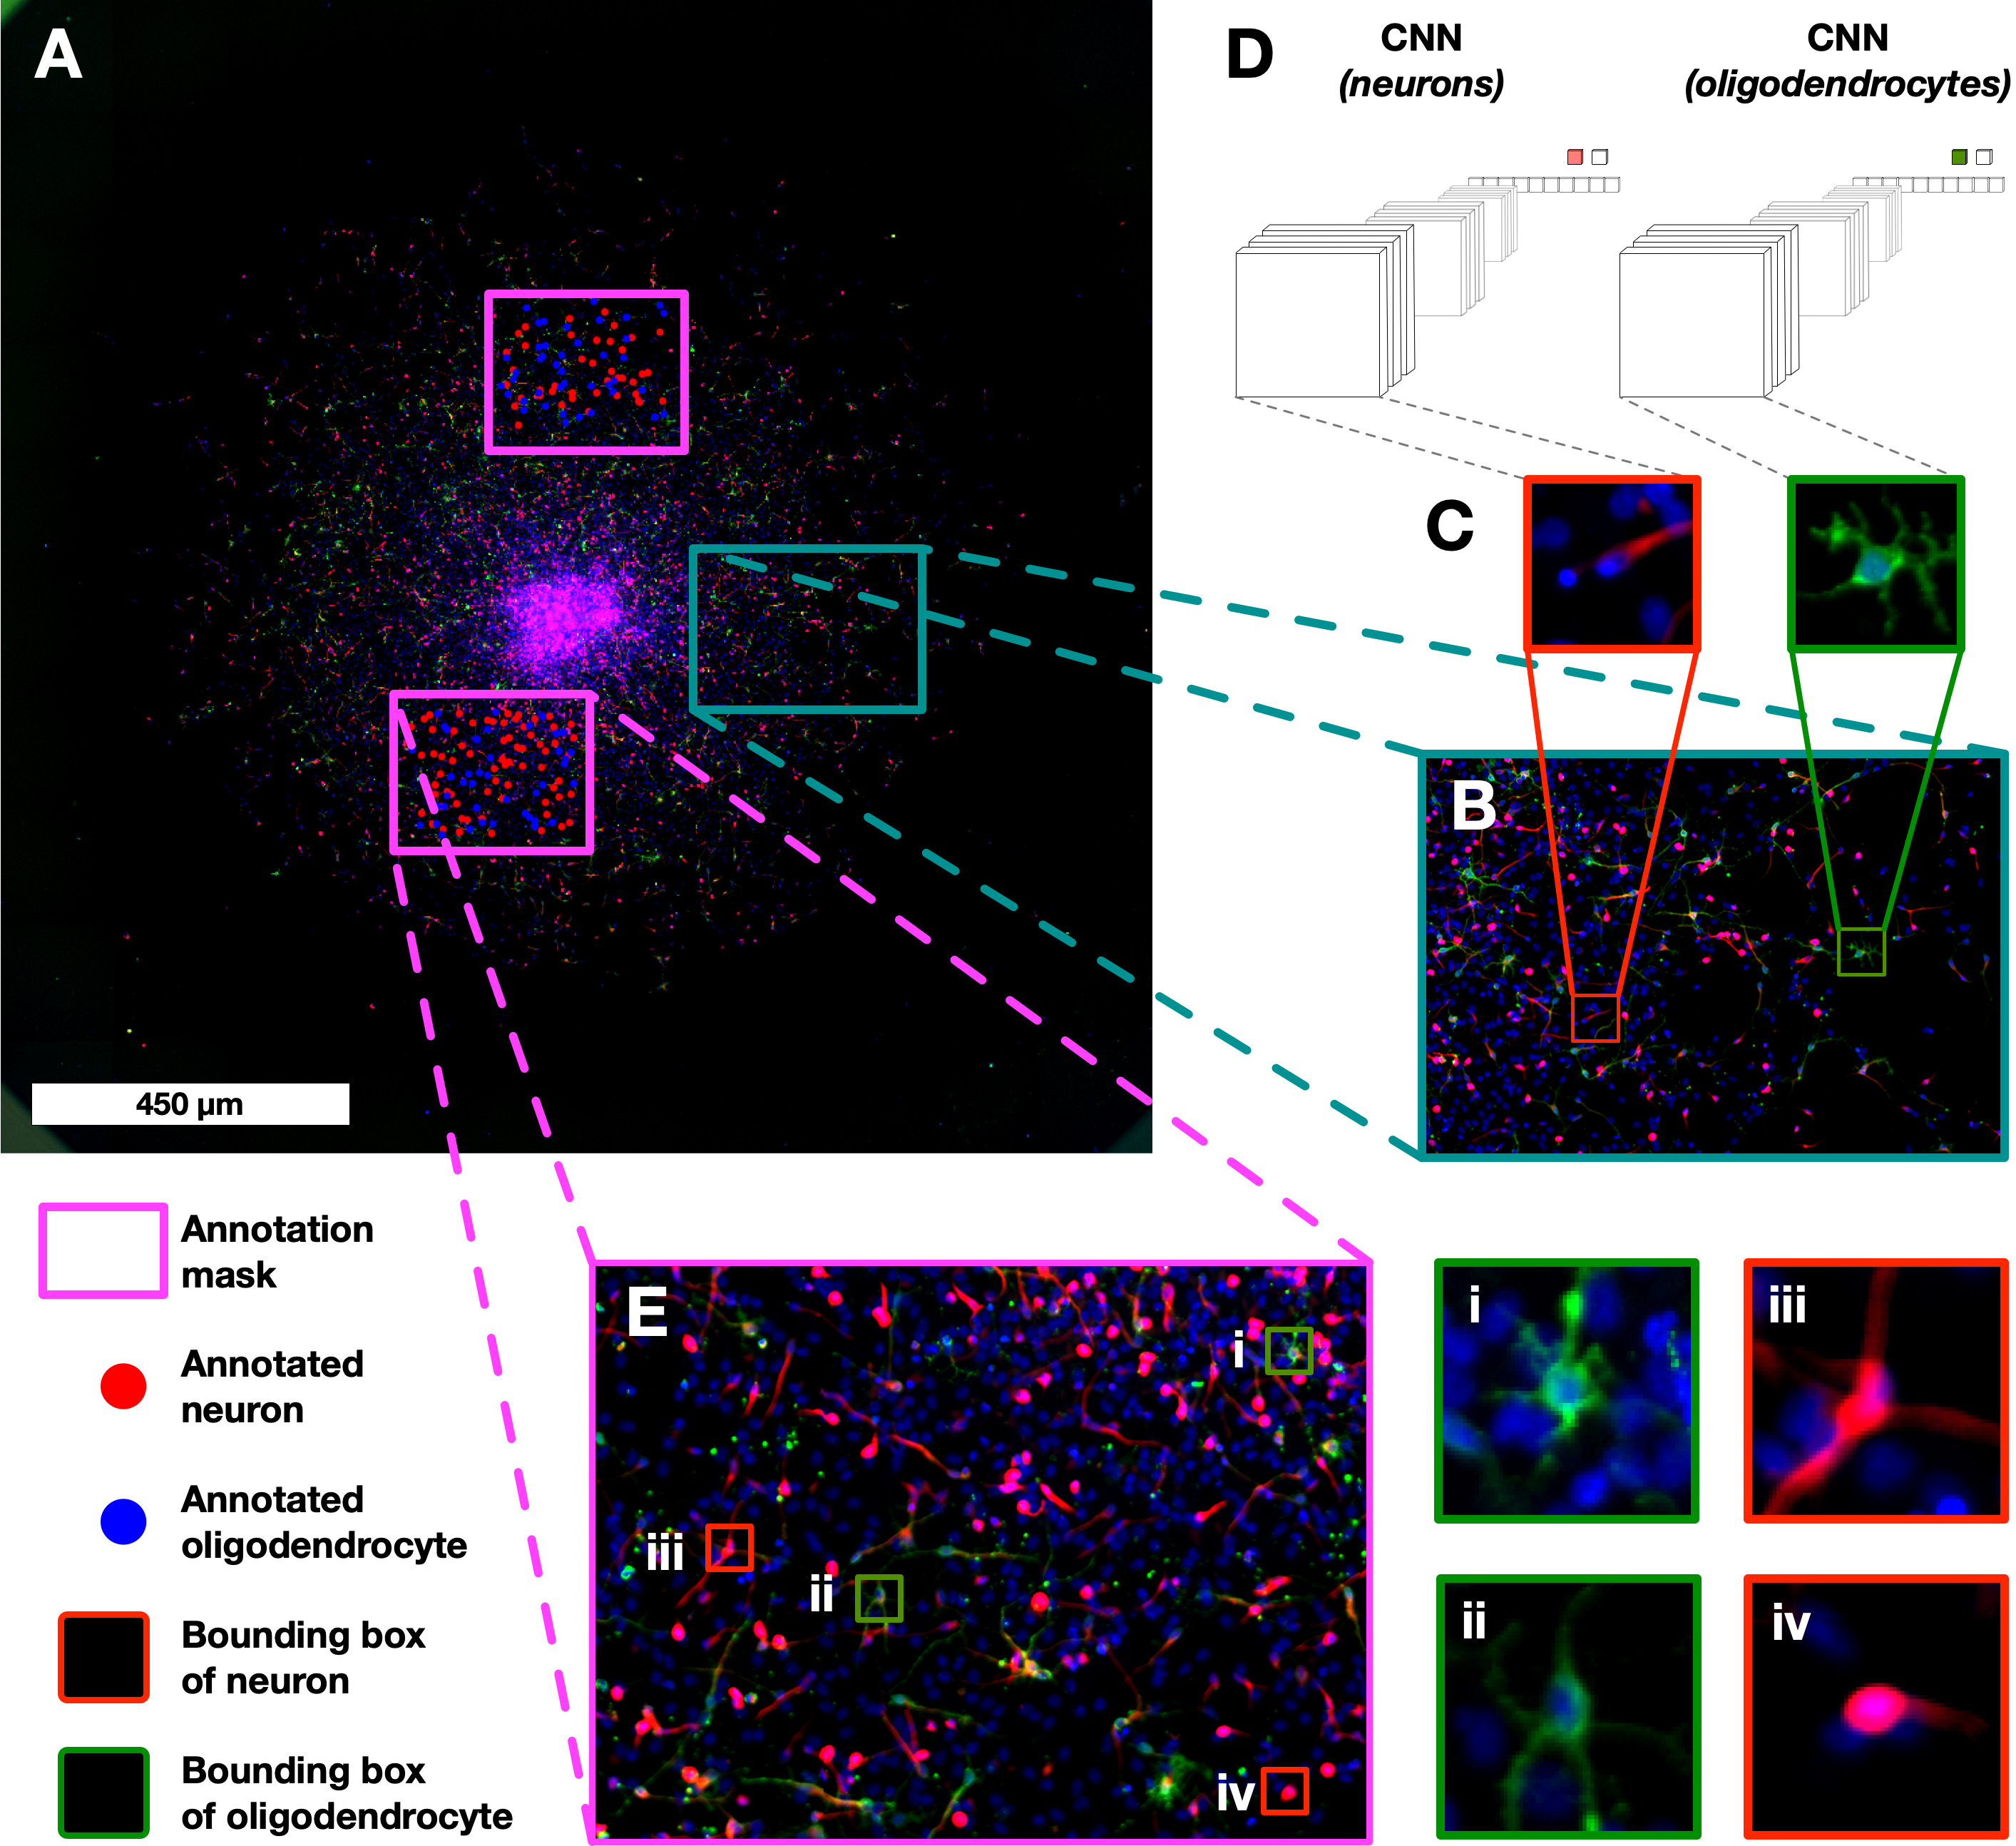 A
D
CNN
(neurons)
CNN
(oligodendrocytes)
C
B
450 µm
Annotation
mask
Annotated
neuron
Annotated
oligodendrocyte
Bounding box
of neuron
Bounding box
of oligodendrocyte
E
i
iii
ii
iv
i
iii
ii
iv